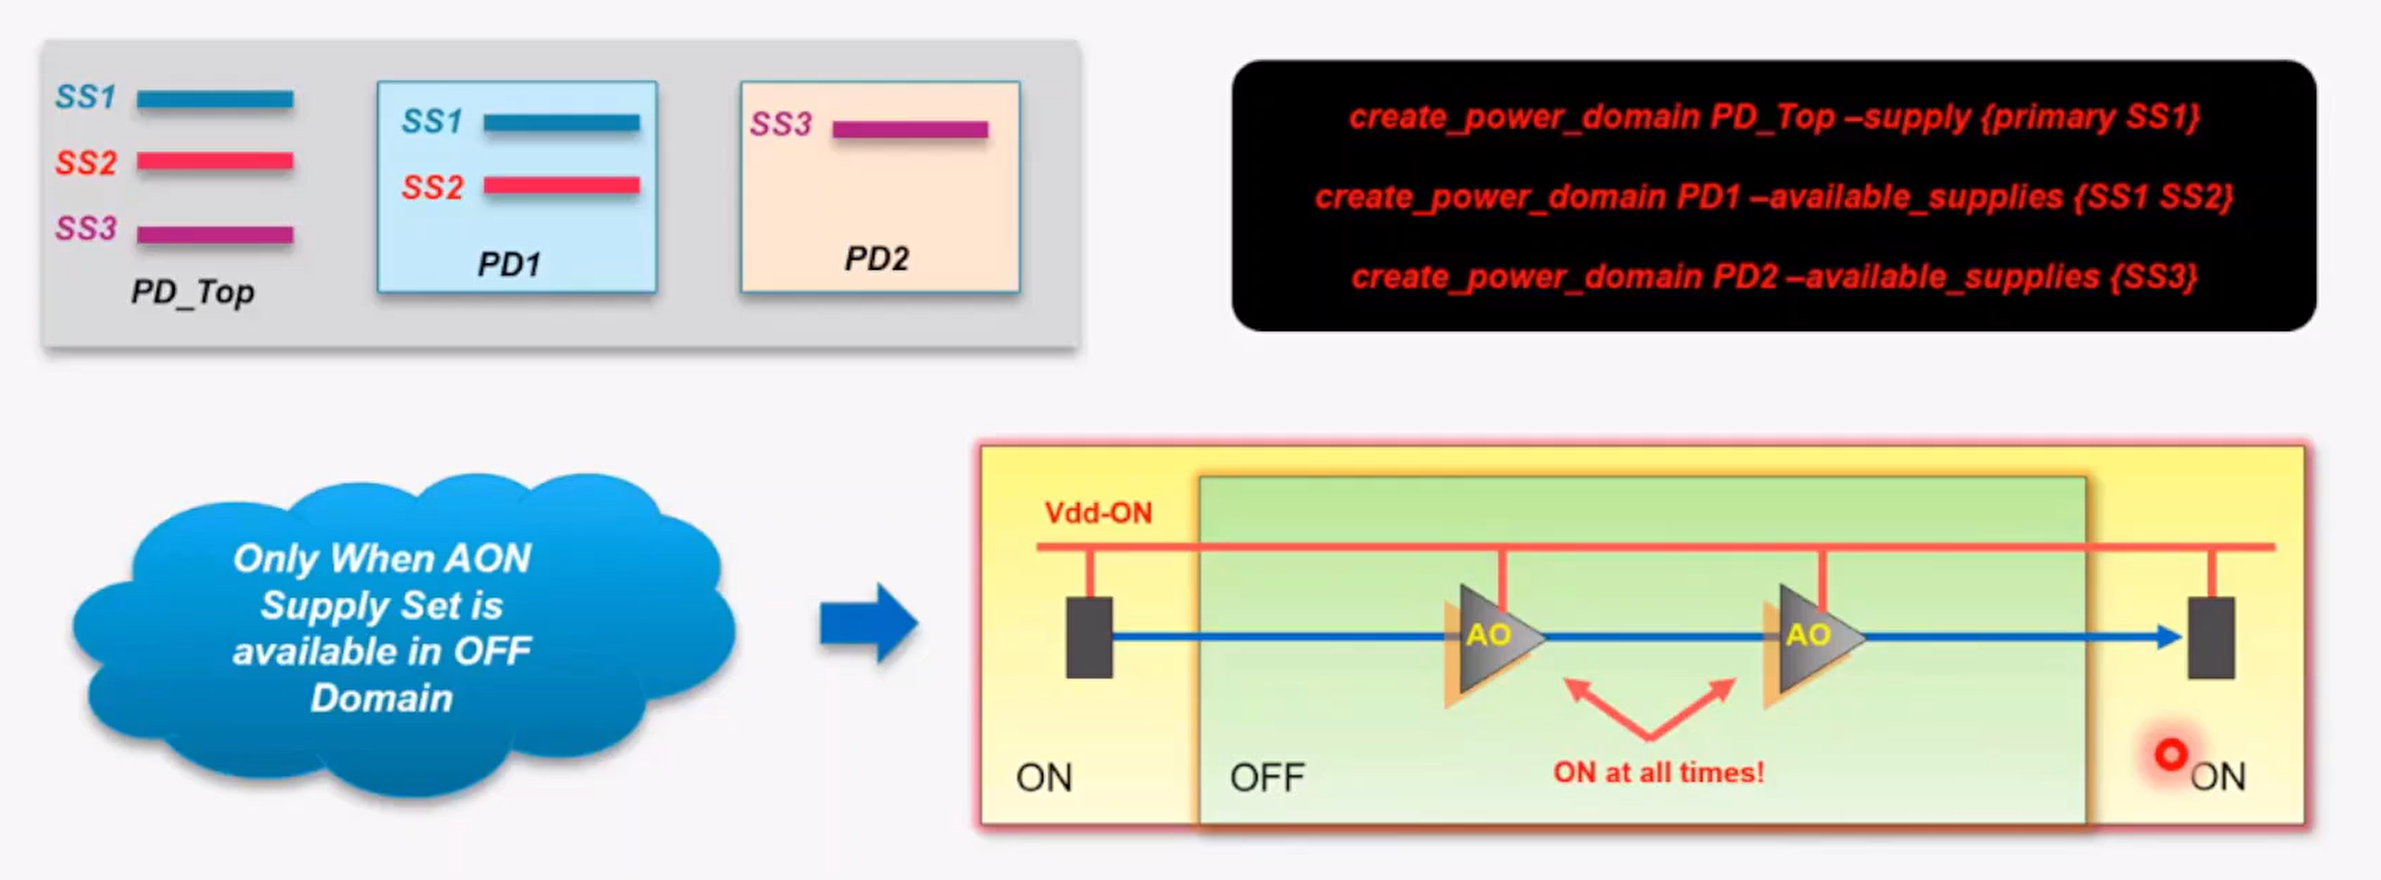 SS1
SS2
SS3
PD_Top
SS1
SS2
PD1
SS3
PD2
create_power_domain PD_Top –supply {primary SS1}
create_power_domain PD1 –available_supplies {SS1 SS2}
create_power_domain PD2 –available_supplies {SS3}
Only When AON
Supply Set is
available in OFF
Domain
Vdd-ON
AO
AO
ON at all times!
ON
OFF
ON